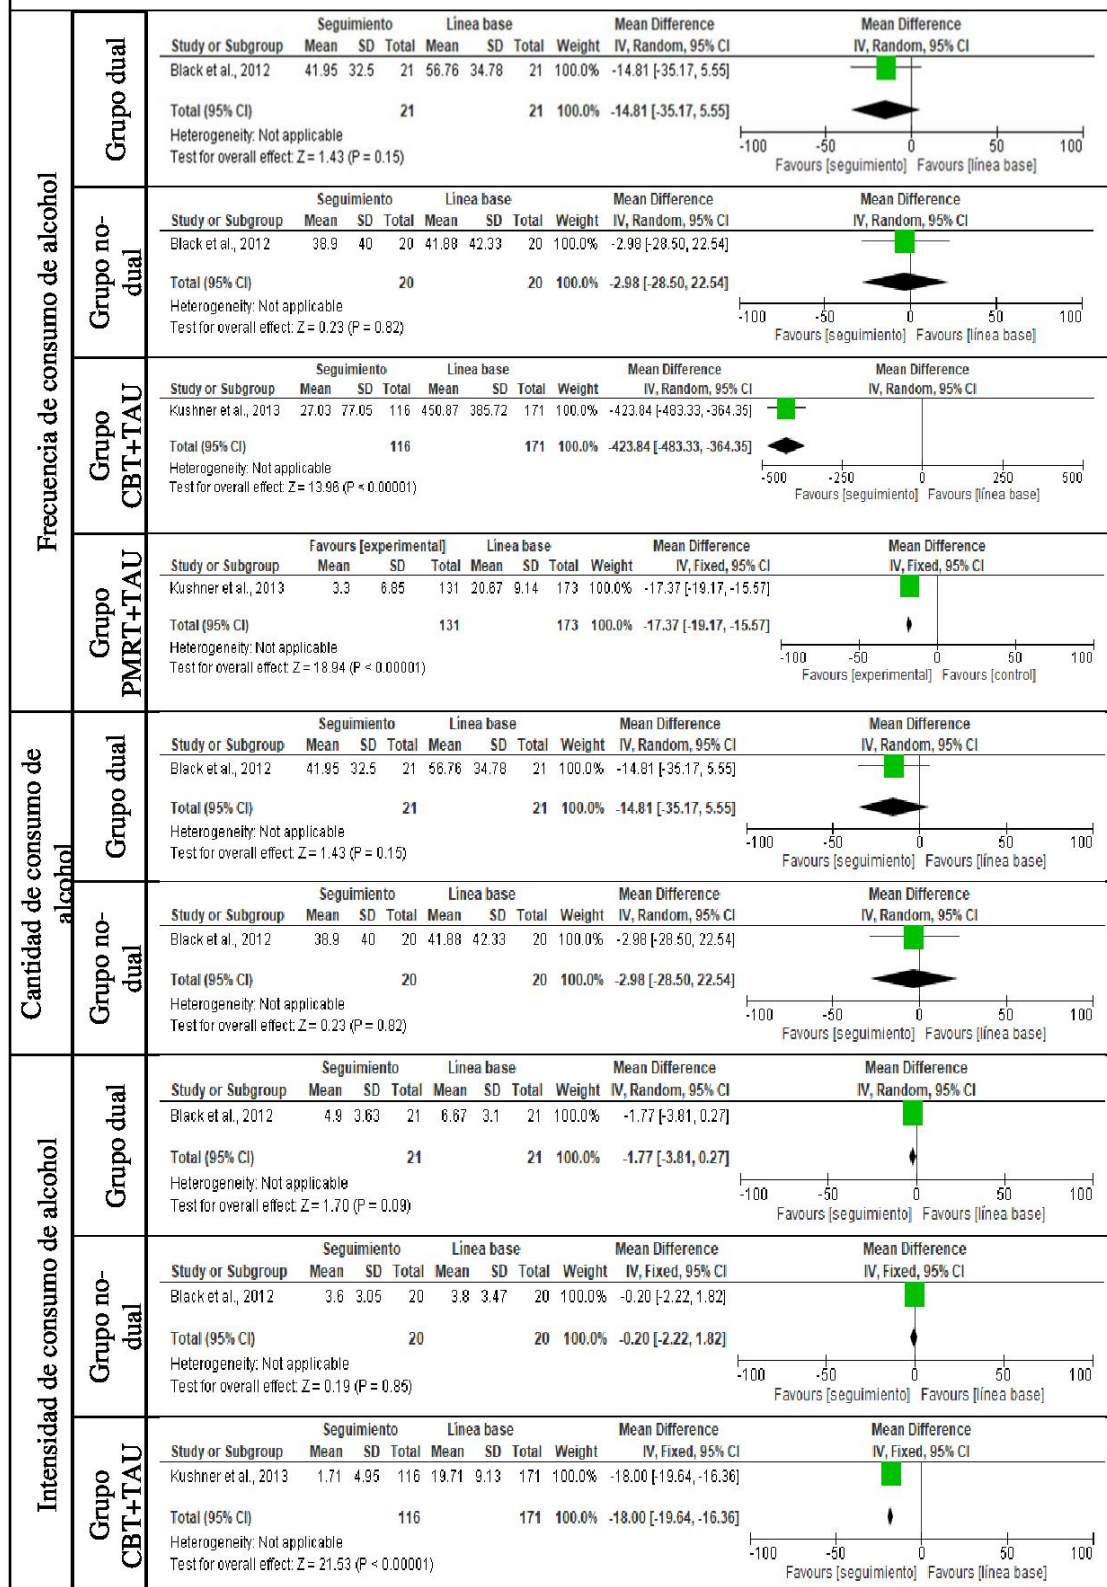 Frecuencia de consumo de alcohol
Grupo dual
Seguimiento Línea base Mean Difference Mean Difference
Study or Subgroup Mean SD Total Mean SD Total Weight IV, Random, 95% CI IV, Random, 95% CI
Black et al., 2012 41.95 32.5 21 56.76 34.78 21 100.0% -14.81 [-35.17, 5.55]
Total (95% CI) 21 21 100.0% -14.81 [-35.17, 5.55]
Heterogeneity: Not applicable
Test for overall effect: Z = 1.43 (P = 0.15)
-100 -50 0 50 100
Favours [seguimiento] Favours [línea base]
Grupo no-
dual
Seguimiento Línea base Mean Difference Mean Difference
Study or Subgroup Mean SD Total Mean SD Total Weight IV, Random, 95% CI IV, Random, 95% CI
Black et al., 2012 38.9 40 20 41.88 42.33 20 100.0% -2.98 [-28.50, 22.54]
Total (95% CI) 20 20 100.0% -2.98 [-28.50, 22.54]
Heterogeneity: Not applicable
Test for overall effect: Z = 0.23 (P = 0.82)
-100 -50 0 50 100
Favours [seguimiento] Favours [línea base]
Grupo
CBT+TAU
Seguimiento Línea base Mean Difference Mean Difference
Study or Subgroup Mean SD Total Mean SD Total Weight IV, Random, 95% CI IV, Random, 95% CI
Kushner et al., 2013 27.03 77.05 116 450.87 385.72 171 100.0% -423.84 [-483.33, -364.35]
Total (95% CI) 116 171 100.0% -423.84 [-483.33, -364.35]
Heterogeneity: Not applicable
Test for overall effect: Z = 13.96 (P < 0.00001)
-500 -250 0 250 500
Favours [seguimiento] Favours [línea base]
Grupo
PMRT+TAU
Favours [experimental] Línea base Mean Difference Mean Difference
Study or Subgroup Mean SD Total Mean SD Total Weight IV, Fixed, 95% CI IV, Fixed, 95% CI
Kushner et al., 2013 3.3 6.85 131 20.67 9.14 173 100.0% -17.37 [-19.17, -15.57]
Total (95% CI) 131 173 100.0% -17.37 [-19.17, -15.57]
Heterogeneity: Not applicable
Test for overall effect: Z = 18.94 (P < 0.00001)
-100 -50 0 50 100
Favours [experimental] Favours [control]
Cantidad de consumo de
alcohol
Grupo dual
Seguimiento Línea base Mean Difference Mean Difference
Study or Subgroup Mean SD Total Mean SD Total Weight IV, Random, 95% CI IV, Random, 95% CI
Black et al., 2012 41.95 32.5 21 56.76 34.78 21 100.0% -14.81 [-35.17, 5.55]
Total (95% CI) 21 21 100.0% -14.81 [-35.17, 5.55]
Heterogeneity: Not applicable
Test for overall effect: Z = 1.43 (P = 0.15)
-100 -50 0 50 100
Favours [seguimiento] Favours [línea base]
Grupo no-
dual
Seguimiento Línea base Mean Difference Mean Difference
Study or Subgroup Mean SD Total Mean SD Total Weight IV, Random, 95% CI IV, Random, 95% CI
Black et al., 2012 38.9 40 20 41.88 42.33 20 100.0% -2.98 [-28.50, 22.54]
Total (95% CI) 20 20 100.0% -2.98 [-28.50, 22.54]
Heterogeneity: Not applicable
Test for overall effect: Z = 0.23 (P = 0.82)
-100 -50 0 50 100
Favours [seguimiento] Favours [línea base]
Intensidad de consumo de alcohol
Grupo dual
Seguimiento Línea base Mean Difference Mean Difference
Study or Subgroup Mean SD Total Mean SD Total Weight IV, Random, 95% CI IV, Random, 95% CI
Black et al., 2012 4.9 3.63 21 6.67 3.1 21 100.0% -1.77 [-3.81, 0.27]
Total (95% CI) 21 21 100.0% -1.77 [-3.81, 0.27]
Heterogeneity: Not applicable
Test for overall effect: Z = 1.70 (P = 0.09)
-100 -50 0 50 100
Favours [seguimiento] Favours [línea base]
Grupo no-
dual
Seguimiento Línea base Mean Difference Mean Difference
Study or Subgroup Mean SD Total Mean SD Total Weight IV, Fixed, 95% CI IV, Fixed, 95% CI
Black et al., 2012 3.6 3.05 20 3.8 3.47 20 100.0% -0.20 [-2.22, 1.82]
Total (95% CI) 20 20 100.0% -0.20 [-2.22, 1.82]
Heterogeneity: Not applicable
Test for overall effect: Z = 0.19 (P = 0.85)
-100 -50 0 50 100
Favours [seguimiento] Favours [línea base]
Grupo
CBT+TAU
Seguimiento Línea base Mean Difference Mean Difference
Study or Subgroup Mean SD Total Mean SD Total Weight IV, Fixed, 95% CI IV, Fixed, 95% CI
Kushner et al., 2013 1.71 4.95 116 19.71 9.13 171 100.0% -18.00 [-19.64, -16.36]
Total (95% CI) 116 171 100.0% -18.00 [-19.64, -16.36]
Heterogeneity: Not applicable
Test for overall effect: Z = 21.53 (P < 0.00001)
-100 -50 0 50 100
Favours [seguimiento] Favours [línea base]